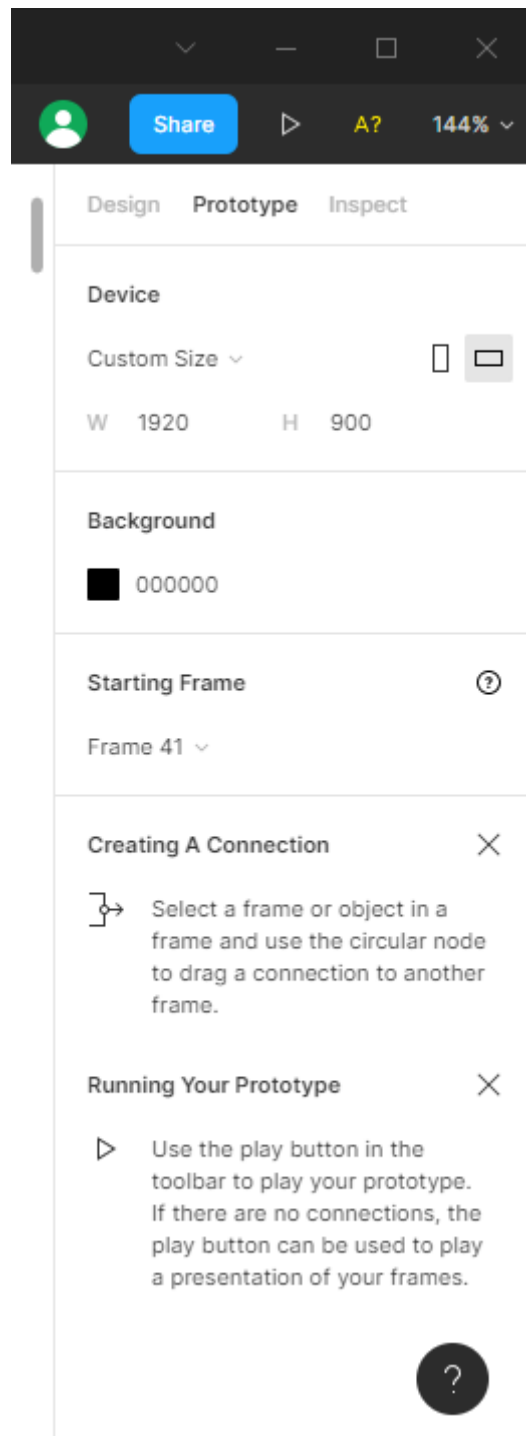 Share A? 144%
Design Prototype Inspect
Device
Custom Size
W 1920 H 900
Background
000000
Starting Frame ?
Frame 41
Creating A Connection
Select a frame or object in a
frame and use the circular node
to drag a connection to another
frame.
Running Your Prototype
Use the play button in the
toolbar to play your prototype.
If there are no connections, the
play button can be used to play
a presentation of your frames.
?